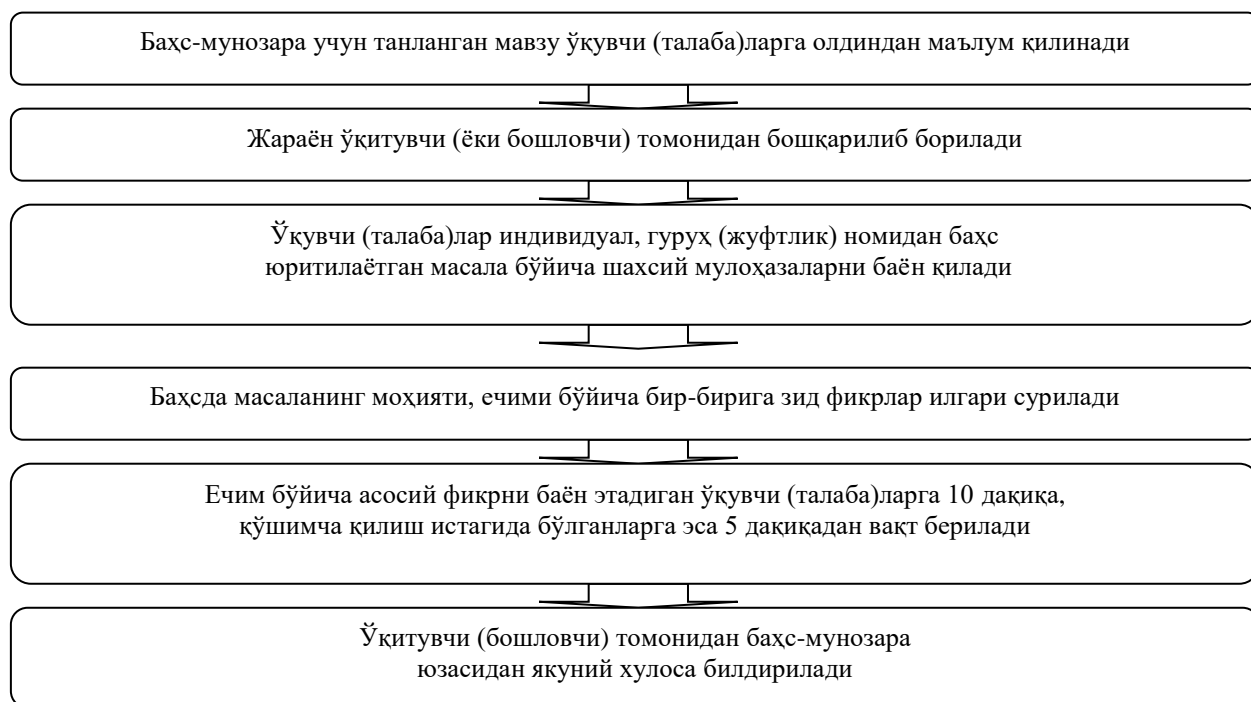 Баҳс-мунозара учун танланган мавзу ўқувчи (талаба)ларга олдиндан маълум қилинади
Жараён ўқитувчи (ёки бошловчи) томонидан бошқарилиб борилади
Ўқувчи (талаба)лар индивидуал, гуруҳ (жуфтлик) номидан баҳс
юритилаётган масала бўйича шахсий мулоҳазаларни баён қилади
Баҳсда масаланинг моҳияти, ечими бўйича бир-бирига зид фикрлар илгари сурилади
Ечим бўйича асосий фикрни баён этадиган ўқувчи (талаба)ларга 10 дақиқа,
қўшимча қилиш истагида бўлганларга эса 5 дақиқадан вақт берилади
Ўқитувчи (бошловчи) томонидан баҳс-мунозара
юзасидан якуний хулоса билдирилади